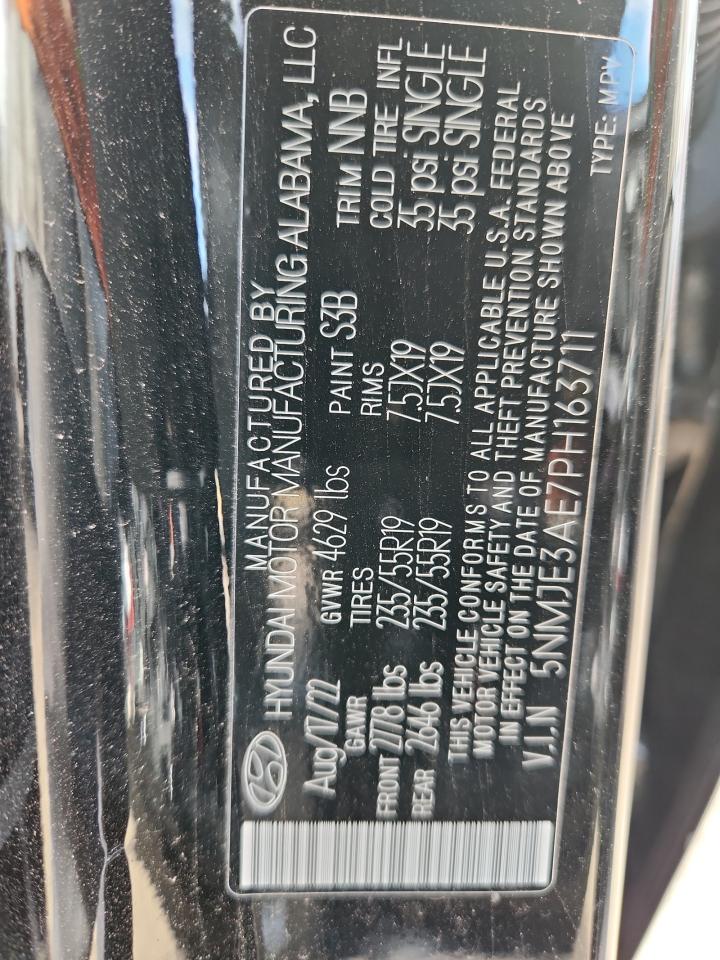 MANUFACTURED BY
HYUNDAI MOTOR MANUFACTURING ALABAMA, LLC
Aug/17/22 GVWR 4629 lbs PAINT S3B TRIM NNB
GAWR TIRES RIMS COLD TIRE INFL
FRONT 2778 lbs 235/55R19 7.5JX19 35 psi SINGLE
REAR 2646 lbs 235/55R19 7.5JX19 35 psi SINGLE
THIS VEHICLE CONFORMS TO ALL APPLICABLE U.S.A. FEDERAL
MOTOR VEHICLE SAFETY AND THEFT PREVENTION STANDARDS
IN EFFECT ON THE DATE OF MANUFACTURE SHOWN ABOVE
V.I.N 5NMJE3AE7PH163711 TYPE: MPV